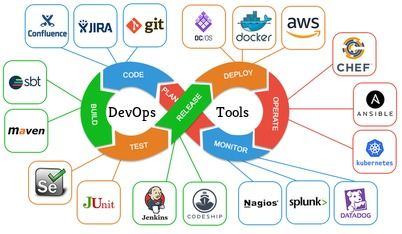 Confluence
JIRA
git
DC/OS
docker
aws
CHEF
sbt
CODE
DEPLOY
PLAN
RELEASE
BUILD
DevOps
Tools
OPERATE
ANSIBLE
maven
TEST
MONITOR
kubernetes
Se
JUnit
Jenkins
CODESHIP
Nagios
splunk>
DATADOG